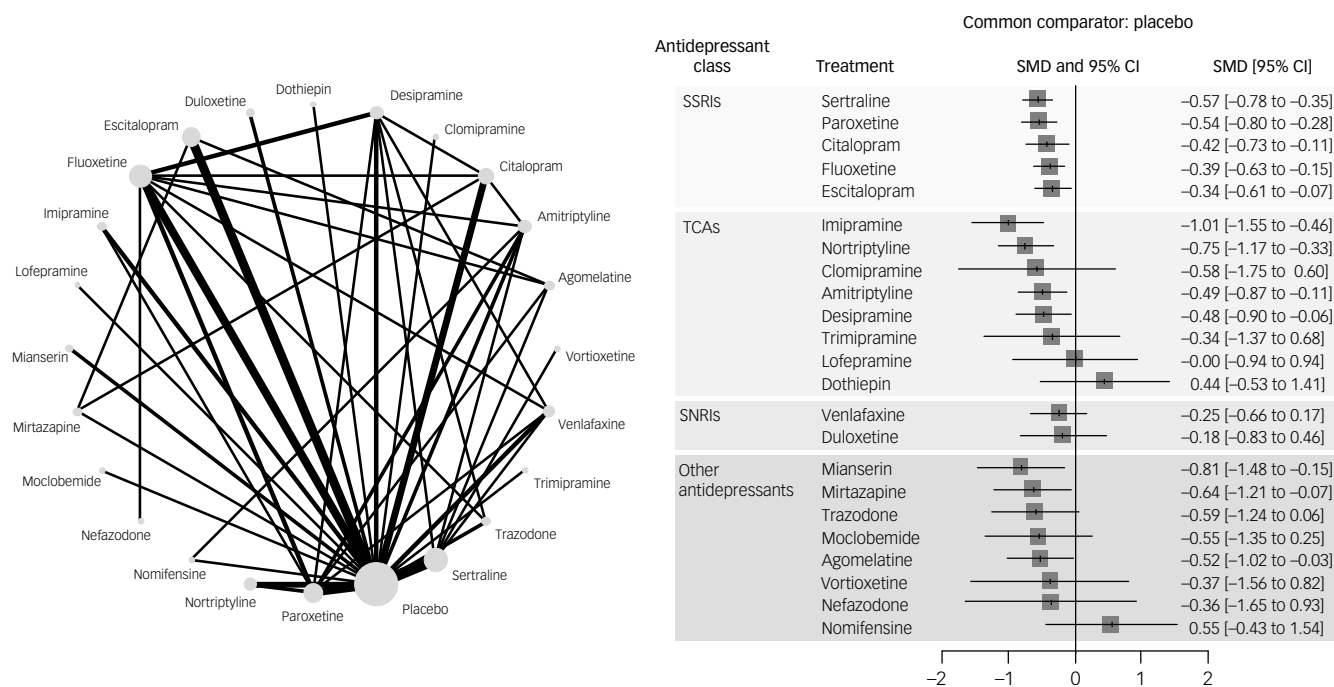 Dothiepin
Duloxetine
Desipramine
Escitalopram
Clomipramine
Fluoxetine
Citalopram
Imipramine
Amitriptyline
Lofepramine
Agomelatine
Mianserin
Vortioxetine
Mirtazapine
Venlafaxine
Moclobemide
Trimipramine
Nefazodone
Trazodone
Nomifensine
Sertraline
Nortriptyline
Paroxetine
Placebo
Common comparator: placebo
Antidepressant
class
Treatment
SMD and 95% CI
SMD [95% CI]
SSRIs
Sertraline –0.57 [–0.78 to –0.35]
Paroxetine –0.54 [–0.80 to –0.28]
Citalopram –0.42 [–0.73 to –0.11]
Fluoxetine –0.39 [–0.63 to –0.15]
Escitalopram –0.34 [–0.61 to –0.07]
TCAs
Imipramine –1.01 [–1.55 to –0.46]
Nortriptyline –0.75 [–1.17 to –0.33]
Clomipramine –0.58 [–1.75 to 0.60]
Amitriptyline –0.49 [–0.87 to –0.11]
Desipramine –0.48 [–0.90 to –0.06]
Trimipramine –0.34 [–1.37 to 0.68]
Lofepramine –0.00 [–0.94 to 0.94]
Dothiepin 0.44 [–0.53 to 1.41]
SNRIs
Venlafaxine –0.25 [–0.66 to 0.17]
Duloxetine –0.18 [–0.83 to 0.46]
Other
antidepressants
Mianserin –0.81 [–1.48 to –0.15]
Mirtazapine –0.64 [–1.21 to –0.07]
Trazodone –0.59 [–1.24 to 0.06]
Moclobemide –0.55 [–1.35 to 0.25]
Agomelatine –0.52 [–1.02 to –0.03]
Vortioxetine –0.37 [–1.56 to 0.82]
Nefazodone –0.36 [–1.65 to 0.93]
Nomifensine 0.55 [–0.43 to 1.54]
–2 –1 0 1 2